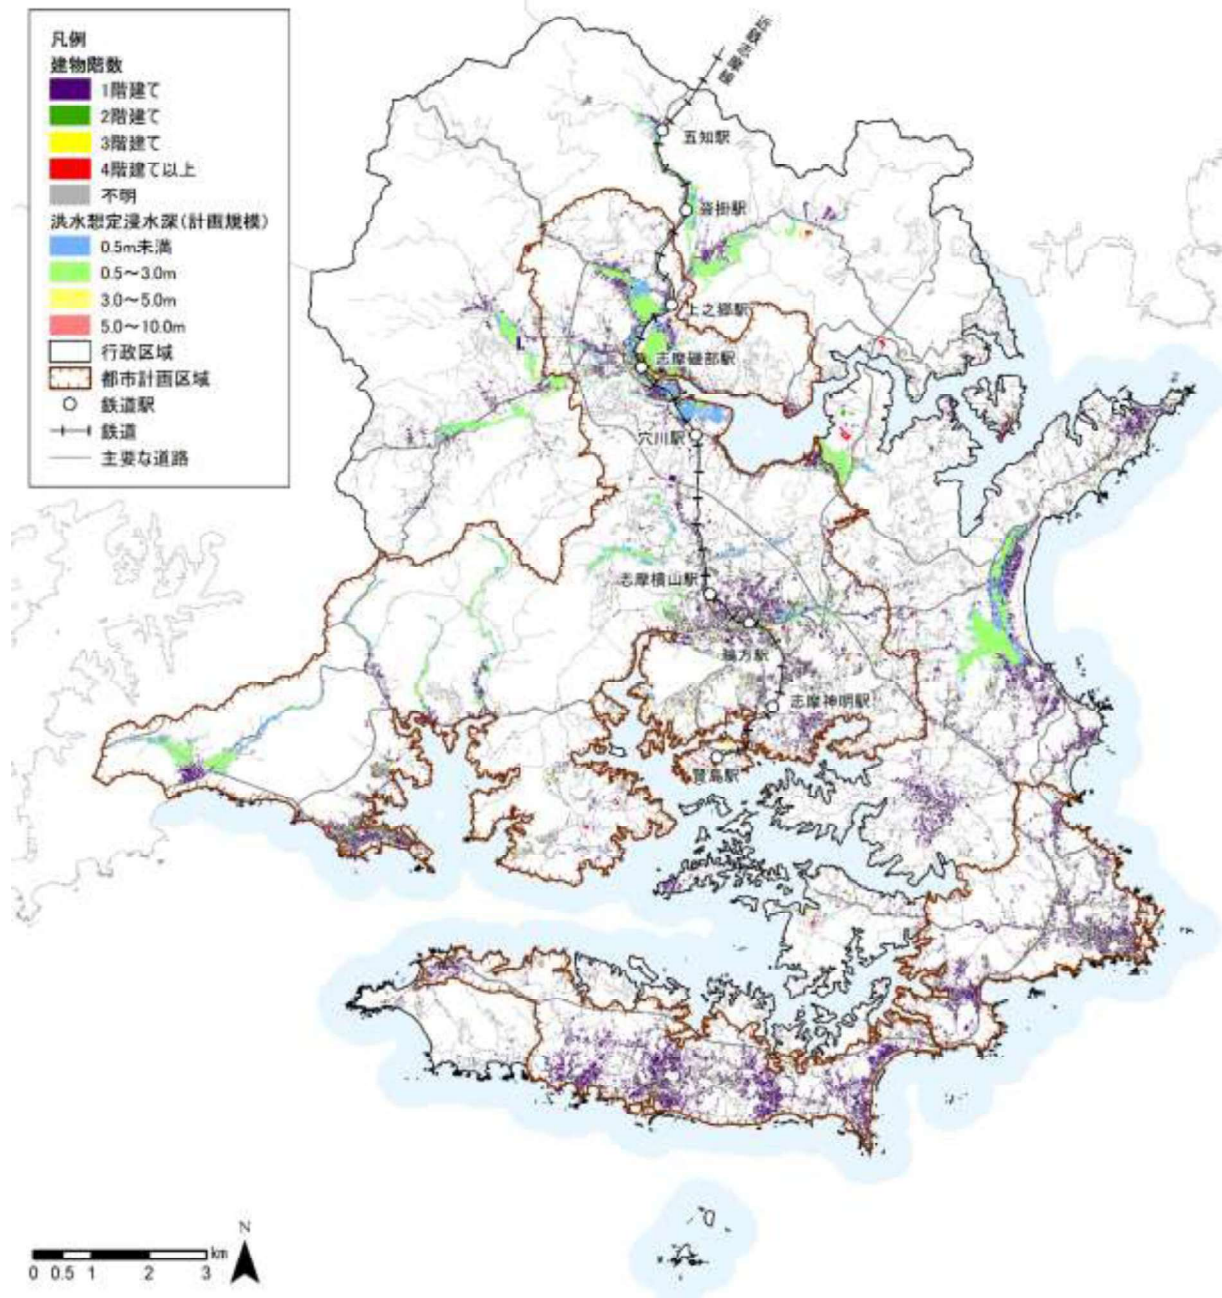 凡例
建物階数
1階建て
2階建て
3階建て
4階建て以上
不明
洪水想定浸水深(計画規模)
0.5m未満
0.5～3.0m
3.0～5.0m
5.0～10.0m
行政区域
都市計画区域
鉄道駅
鉄道
主要な道路
近鉄志摩線
五知駅
沓掛駅
上之郷駅
志摩磯部駅
穴川駅
志摩横山駅
鵜方駅
志摩神明駅
賢島駅
N
km
0 0.5 1 2 3